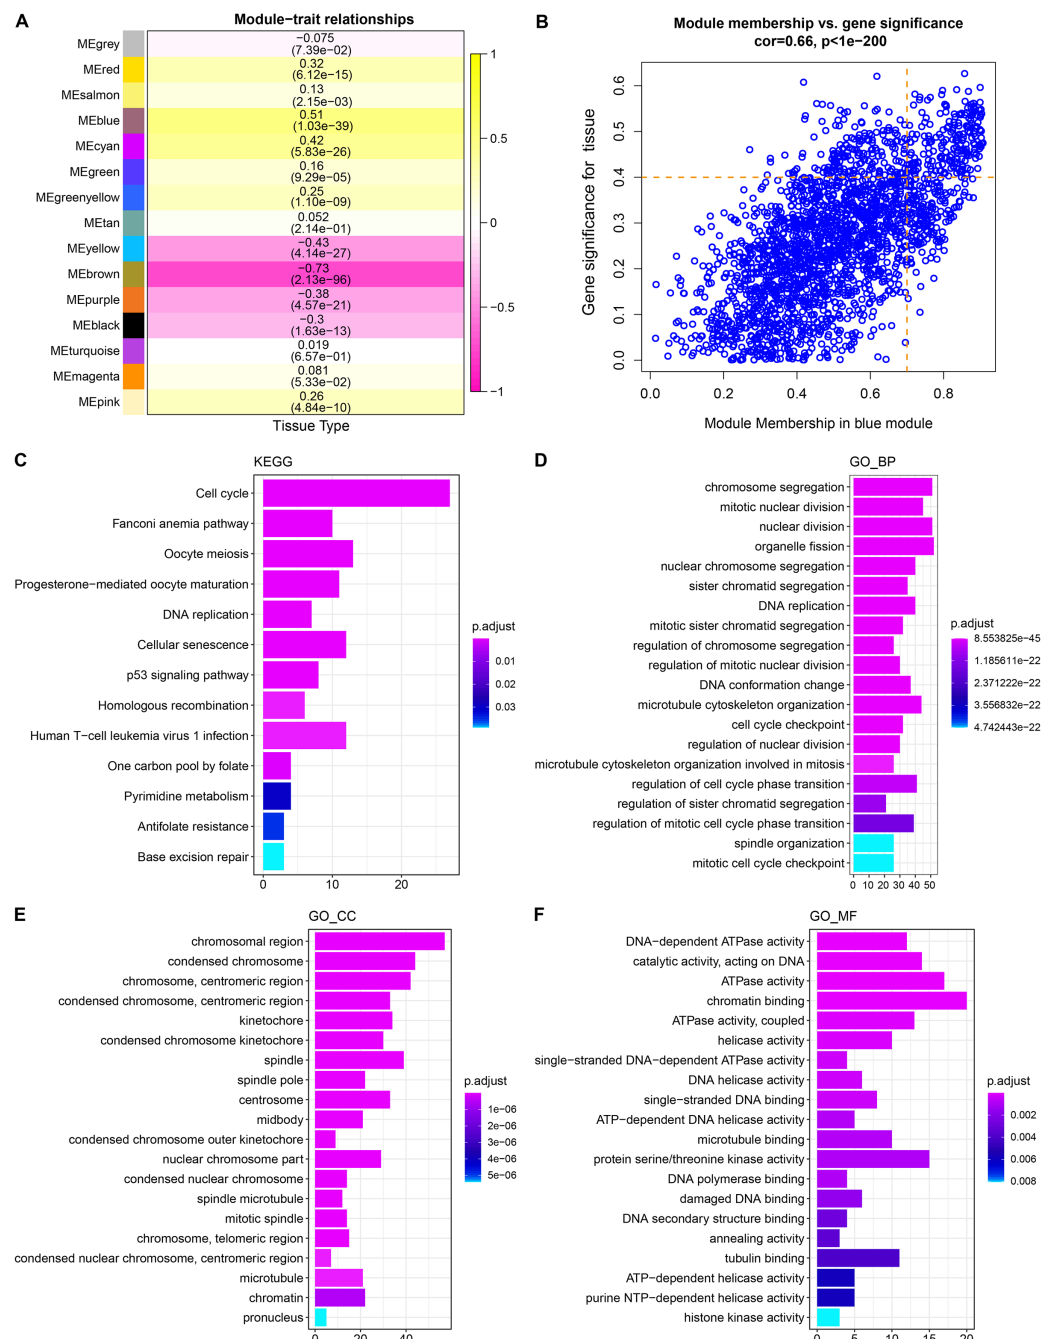 A
Module−trait relationships
MEgrey
−0.075
(7.39e−02)
MEred
0.32
(6.12e−15)
MEsalmon
0.13
(2.15e−03)
MEblue
0.51
(1.03e−39)
MEcyan
0.42
(5.83e−26)
MEgreen
0.16
(9.29e−05)
MEgreenyellow
0.25
(1.10e−09)
MEtan
0.052
(2.14e−01)
MEyellow
−0.43
(4.14e−27)
MEbrown
−0.73
(2.13e−96)
MEpurple
−0.38
(4.57e−21)
MEblack
−0.3
(1.63e−13)
MEturquoise
0.019
(6.57e−01)
MEmagenta
0.081
(5.33e−02)
MEpink
0.26
(4.84e−10)
1
0.5
0
−0.5
−1
Tissue Type
B
Module membership vs. gene significance
cor=0.66, p<1e−200
Gene significance for tissue
0.6
0.5
0.4
0.3
0.2
0.1
0.0
0.0 0.2 0.4 0.6 0.8
Module Membership in blue module
C
KEGG
Cell cycle
Fanconi anemia pathway
Oocyte meiosis
Progesterone−mediated oocyte maturation
DNA replication
Cellular senescence
p53 signaling pathway
Homologous recombination
Human T−cell leukemia virus 1 infection
One carbon pool by folate
Pyrimidine metabolism
Antifolate resistance
Base excision repair
0 10 20
p.adjust
0.01
0.02
0.03
D
GO_BP
chromosome segregation
mitotic nuclear division
nuclear division
organelle fission
nuclear chromosome segregation
sister chromatid segregation
DNA replication
mitotic sister chromatid segregation
regulation of chromosome segregation
regulation of mitotic nuclear division
DNA conformation change
microtubule cytoskeleton organization
cell cycle checkpoint
regulation of nuclear division
microtubule cytoskeleton organization involved in mitosis
regulation of cell cycle phase transition
regulation of sister chromatid segregation
regulation of mitotic cell cycle phase transition
spindle organization
mitotic cell cycle checkpoint
0 10 20 30 40 50
p.adjust
8.553825e−45
1.185611e−22
2.371222e−22
3.556832e−22
4.742443e−22
E
GO_CC
chromosomal region
condensed chromosome
chromosome, centromeric region
condensed chromosome, centromeric region
kinetochore
condensed chromosome kinetochore
spindle
spindle pole
centrosome
midbody
condensed chromosome outer kinetochore
nuclear chromosome part
condensed nuclear chromosome
spindle microtubule
mitotic spindle
chromosome, telomeric region
condensed nuclear chromosome, centromeric region
microtubule
chromatin
pronucleus
0 20 40
p.adjust
1e−06
2e−06
3e−06
4e−06
5e−06
F
GO_MF
DNA−dependent ATPase activity
catalytic activity, acting on DNA
ATPase activity
chromatin binding
ATPase activity, coupled
helicase activity
single−stranded DNA−dependent ATPase activity
DNA helicase activity
single−stranded DNA binding
ATP−dependent DNA helicase activity
microtubule binding
protein serine/threonine kinase activity
DNA polymerase binding
damaged DNA binding
DNA secondary structure binding
annealing activity
tubulin binding
ATP−dependent helicase activity
purine NTP−dependent helicase activity
histone kinase activity
0 5 10 15 20
p.adjust
0.002
0.004
0.006
0.008